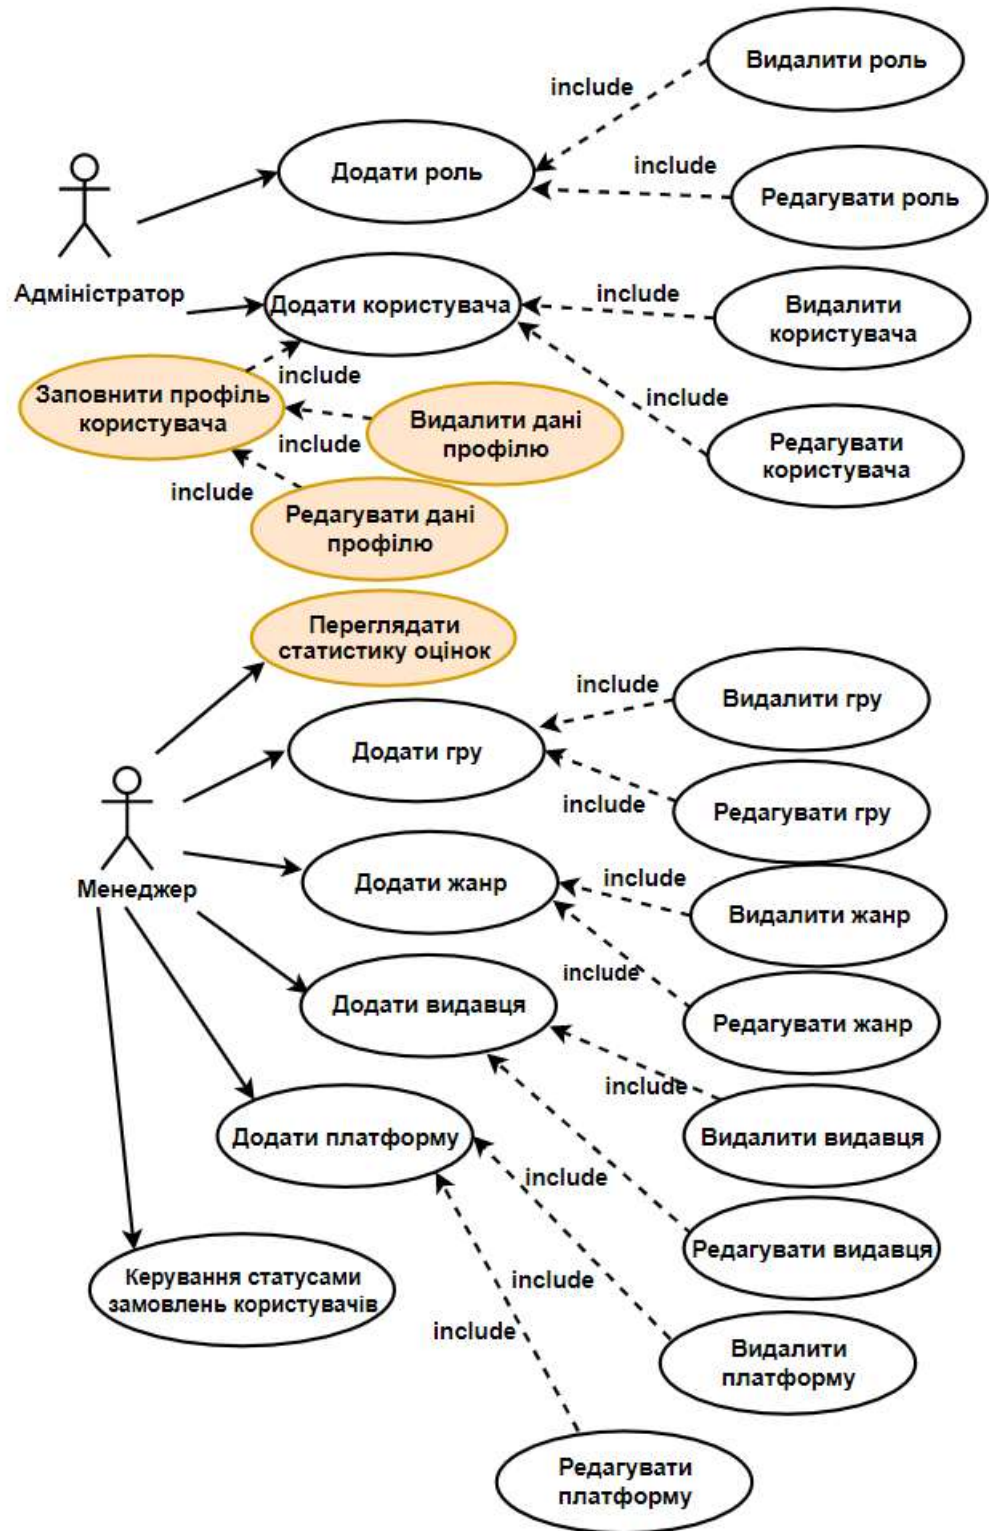 Видалити роль
include
Додати роль
include
Редагувати роль
Адміністратор
Додати користувача
include
Видалити
користувача
include
Заповнити профіль
користувача
include
Видалити дані
профілю
include
Редагувати
користувача
include
Редагувати дані
профілю
Переглядати
статистику оцінок
include
Видалити гру
Додати гру
include
Редагувати гру
Менеджер
Додати жанр
include
Видалити жанр
include
Редагувати жанр
Додати видавця
include
Видалити видавця
Додати платформу
include
Редагувати видавця
Керування статусами
замовлень користувачів
include
include
Видалити
платформу
Редагувати
платформу